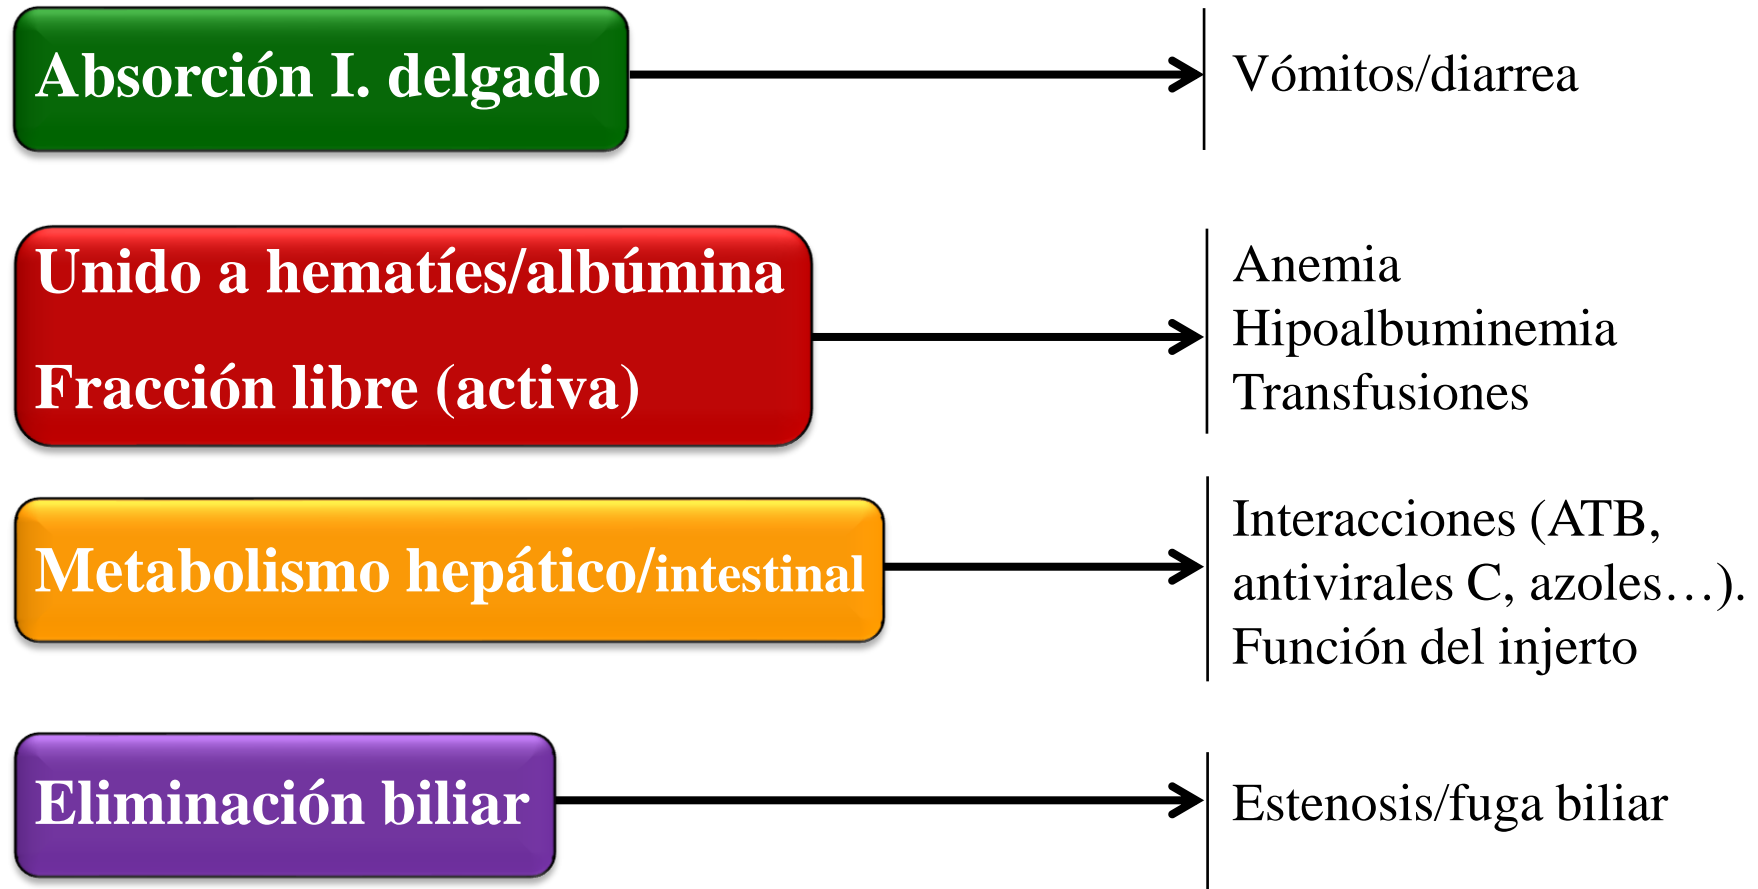 Absorción I. delgado
Vómitos/diarrea
Unido a hematíes/albúmina
Fracción libre (activa)
Anemia
Hipoalbuminemia
Transfusiones
Metabolismo hepático/intestinal
Interacciones (ATB,
antivirales C, azoles…).
Función del injerto
Eliminación biliar
Estenosis/fuga biliar